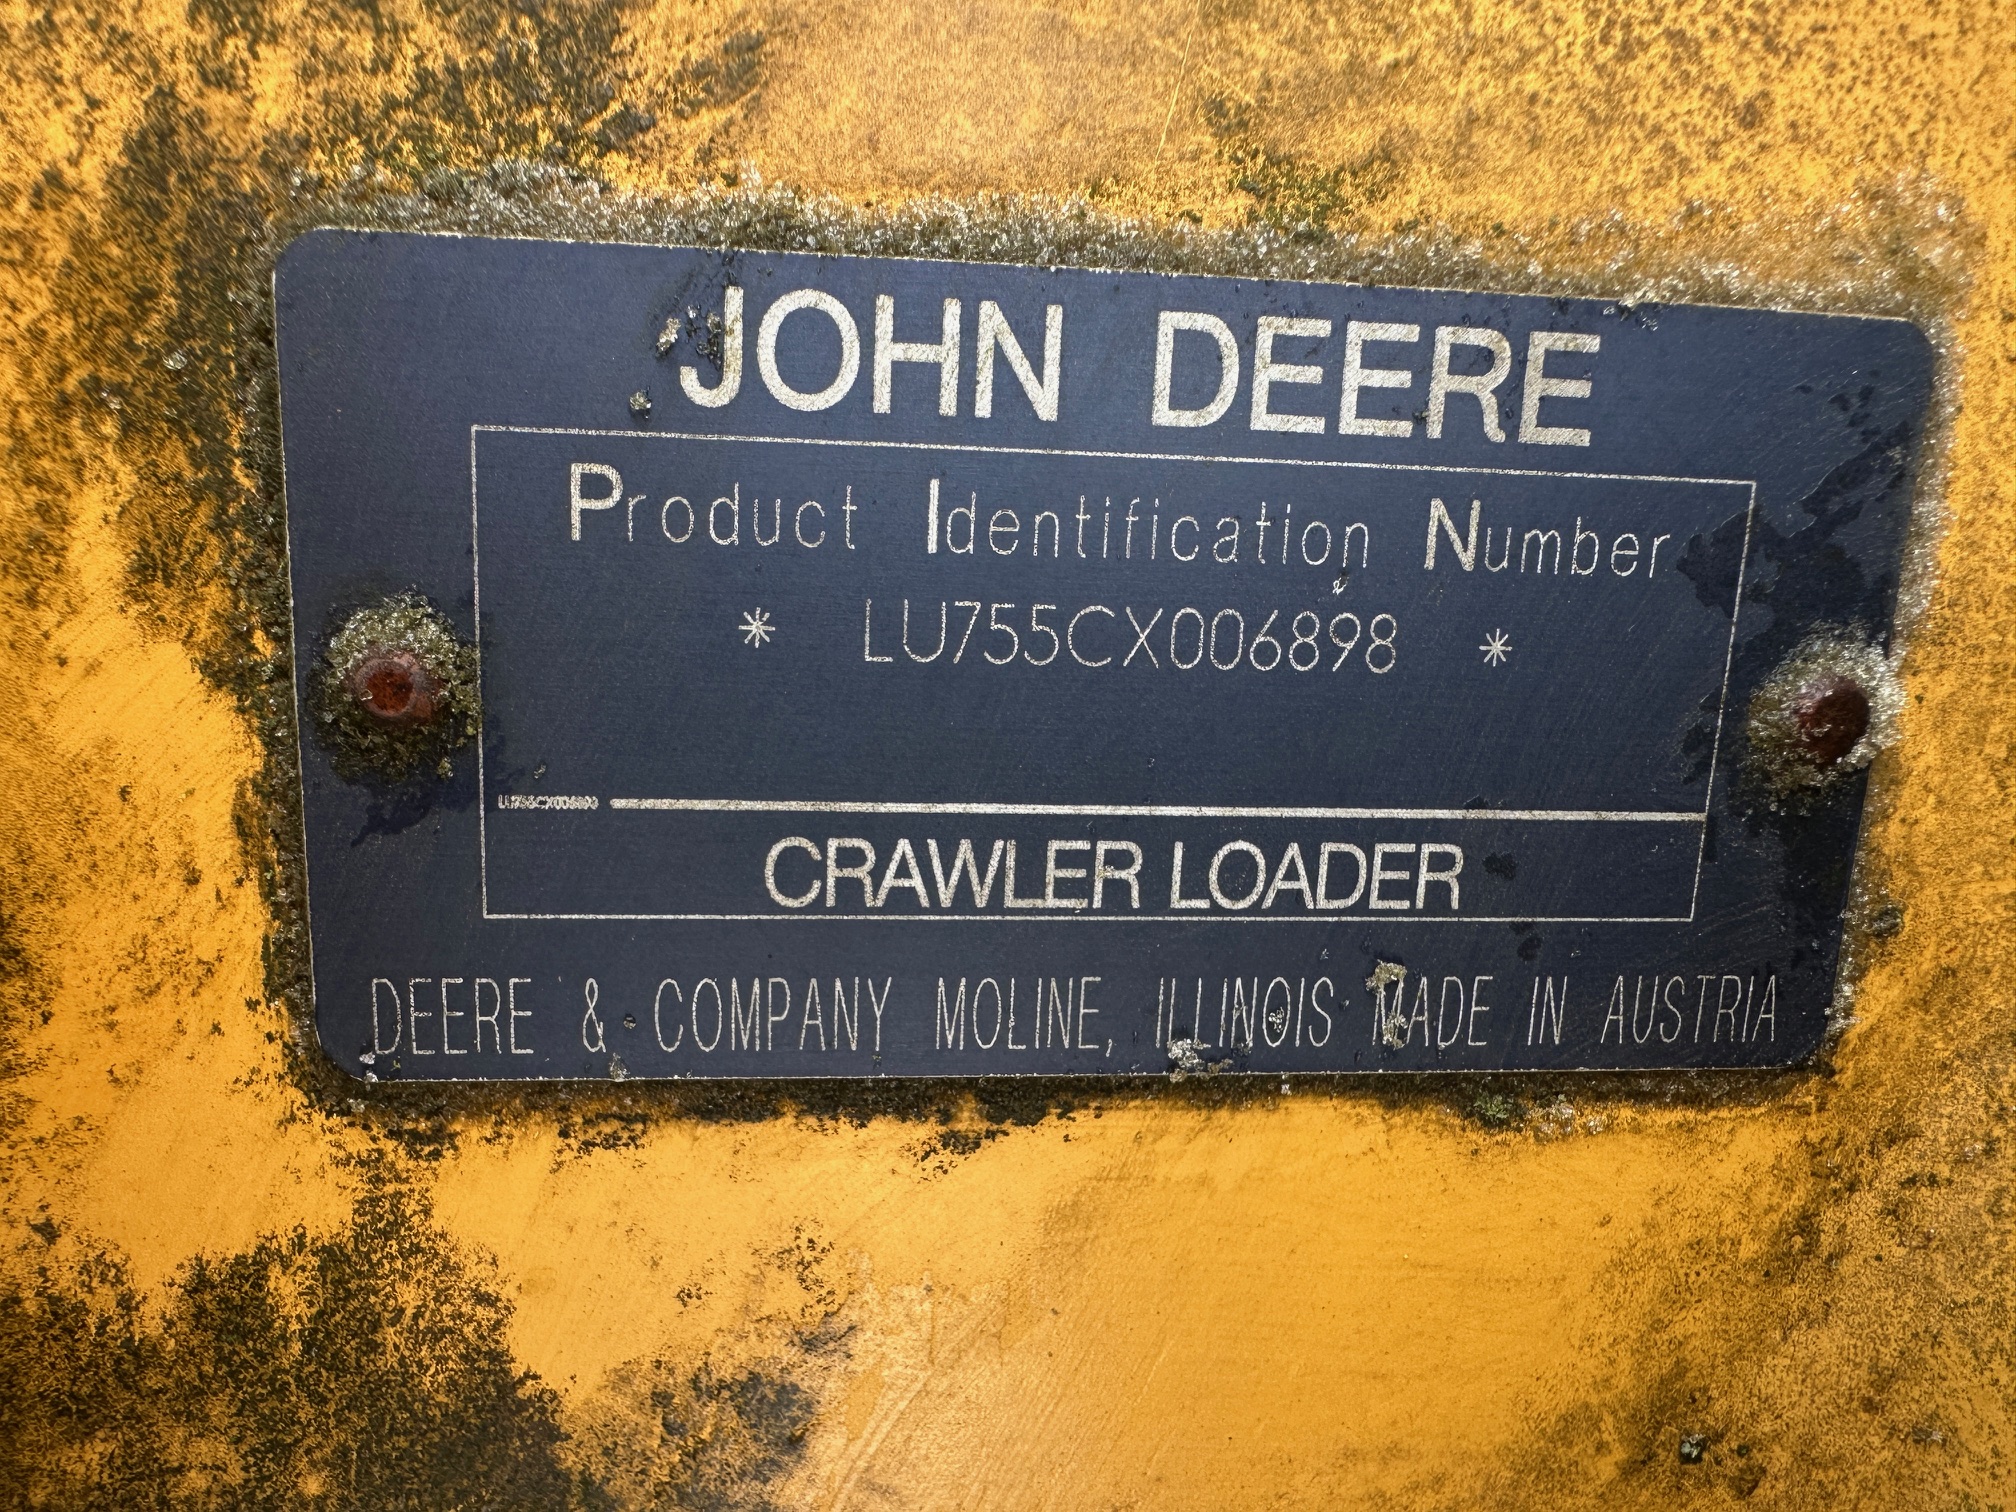 JOHN DEERE
Product Identification Number
* LU755CX006898 *
CRAWLER LOADER
DEERE & COMPANY MOLINE, ILLINOIS MADE IN AUSTRIA